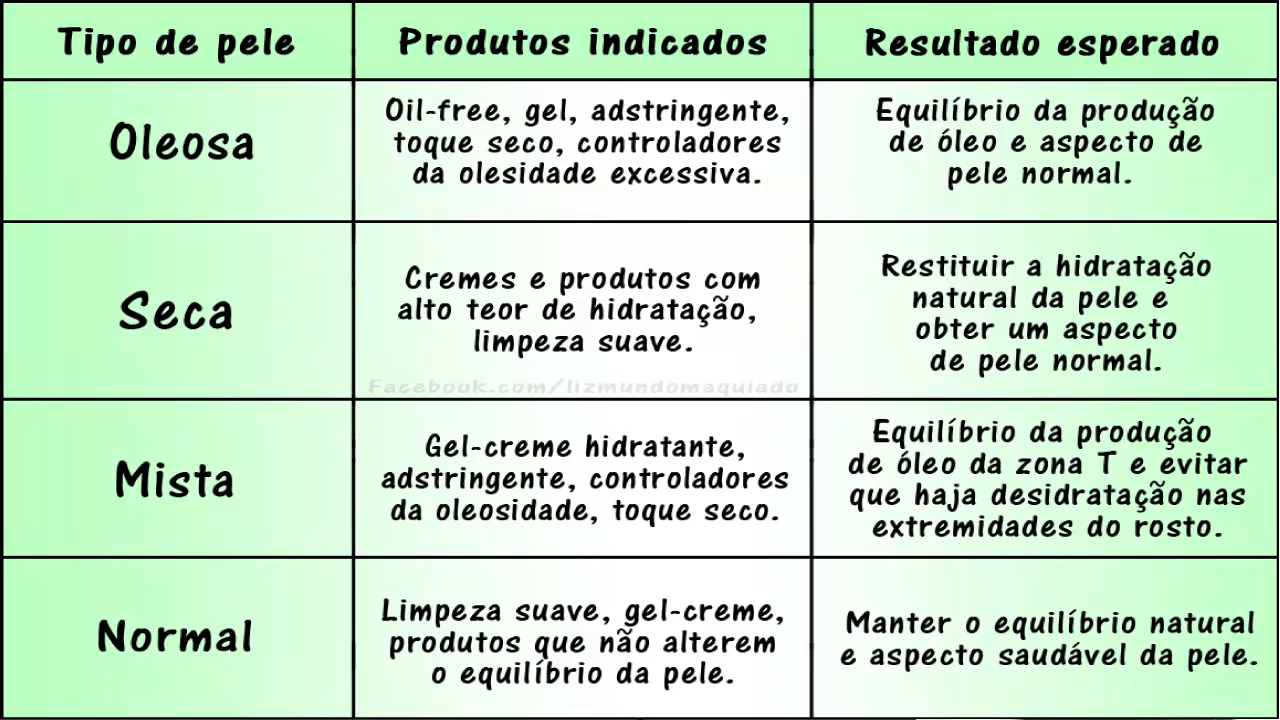 Tipo de pele
Produtos indicados
Resultado esperado
Oleosa
Oil-free, gel, adstringente,
toque seco, controladores
da olesidade excessiva.
Equilíbrio da produção
de óleo e aspecto de
pele normal.
Seca
Cremes e produtos com
alto teor de hidratação,
limpeza suave.
Restituir a hidratação
natural da pele e
obter um aspecto
de pele normal.
Facebook.com/lizmundomaquiado
Mista
Gel-creme hidratante,
adstringente, controladores
da oleosidade, toque seco.
Equilíbrio da produção
de óleo da zona T e evitar
que haja desidratação nas
extremidades do rosto.
Normal
Limpeza suave, gel-creme,
produtos que não alterem
o equilíbrio da pele.
Manter o equilíbrio natural
e aspecto saudável da pele.